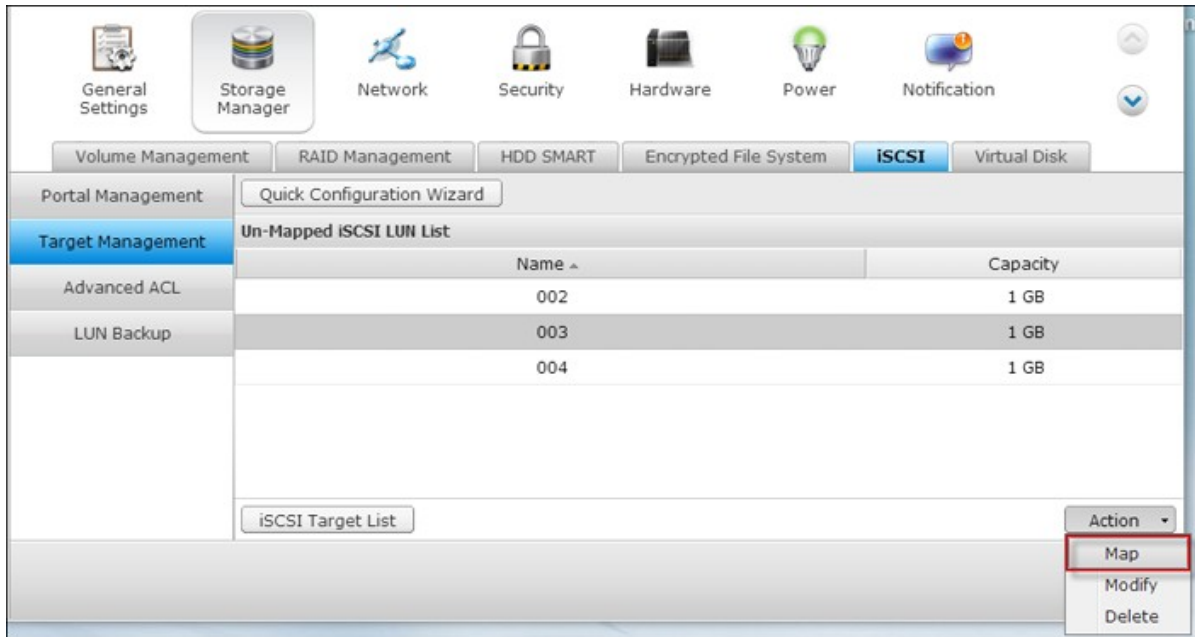 General Settings
Storage Manager
Network
Security
Hardware
Power
Notification
Volume Management
RAID Management
HDD SMART
Encrypted File System
iSCSI
Virtual Disk
Portal Management
Quick Configuration Wizard
Target Management
Un-Mapped iSCSI LUN List
Name
Capacity
Advanced ACL
002
1 GB
LUN Backup
003
1 GB
004
1 GB
iSCSI Target List
Action
Map
Modify
Delete